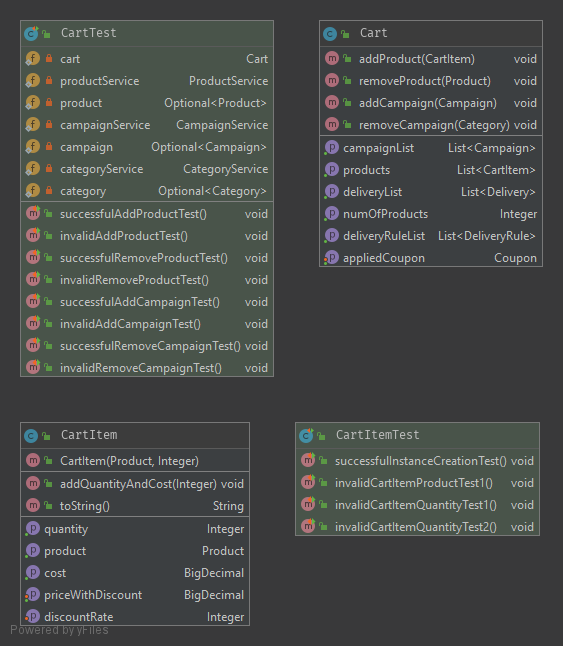 CartTest
cart Cart
productService ProductService
product Optional<Product>
campaignService CampaignService
campaign Optional<Campaign>
categoryService CategoryService
category Optional<Category>
successfulAddProductTest() void
invalidAddProductTest() void
successfulRemoveProductTest() void
invalidRemoveProductTest() void
successfulAddCampaignTest() void
invalidAddCampaignTest() void
successfulRemoveCampaignTest() void
invalidRemoveCampaignTest() void
Cart
addProduct(CartItem) void
removeProduct(Product) void
addCampaign(Campaign) void
removeCampaign(Category) void
campaignList List<Campaign>
products List<CartItem>
deliveryList List<Delivery>
numOfProducts Integer
deliveryRuleList List<DeliveryRule>
appliedCoupon Coupon
CartItem
CartItem(Product, Integer)
addQuantityAndCost(Integer) void
toString() String
quantity Integer
product Product
cost BigDecimal
priceWithDiscount BigDecimal
discountRate Integer
CartItemTest
successfulInstanceCreationTest() void
invalidCartItemProductTest1() void
invalidCartItemQuantityTest1() void
invalidCartItemQuantityTest2() void
Powered by yFiles